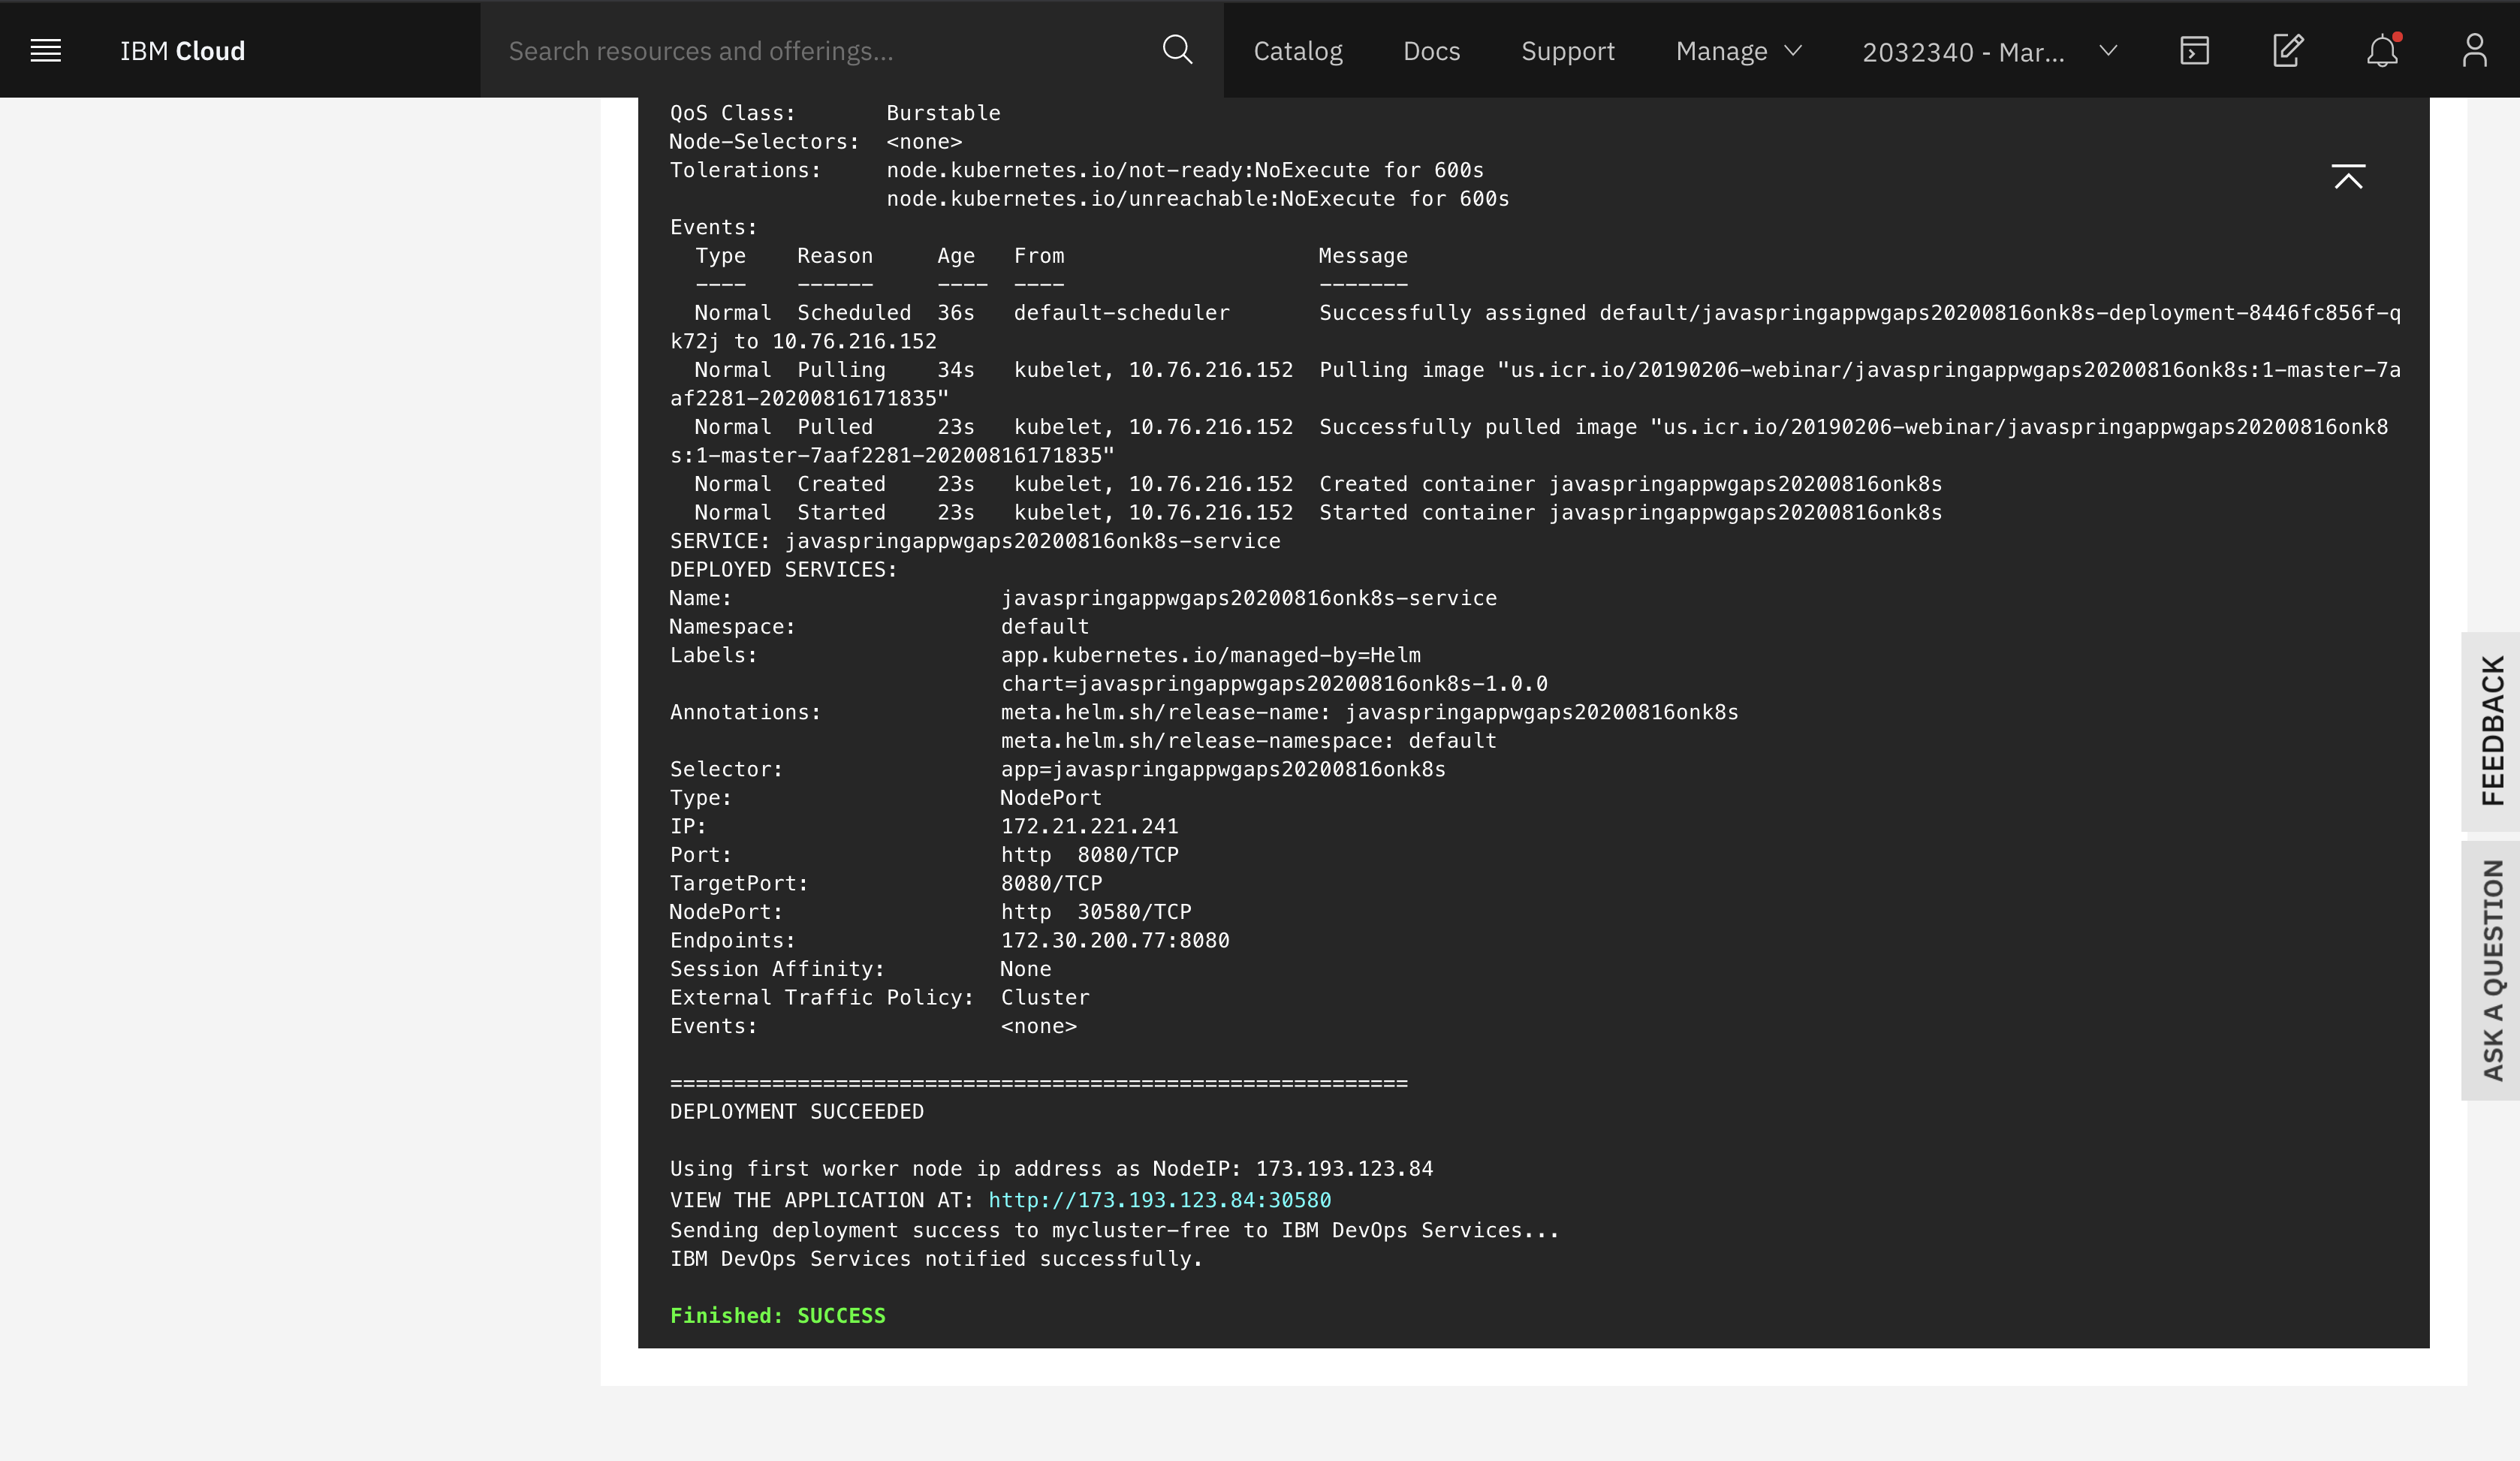 IBM Cloud
Search resources and offerings...
Catalog
Docs
Support
Manage
2032340 - Mar...
QoS Class:       Burstable
Node-Selectors:  <none>
Tolerations:     node.kubernetes.io/not-ready:NoExecute for 600s
                 node.kubernetes.io/unreachable:NoExecute for 600s
Events:
  Type    Reason     Age   From                    Message
  ----    ------     ----  ----                    -------
  Normal  Scheduled  36s   default-scheduler       Successfully assigned default/javaspringappwgaps20200816onk8s-deployment-8446fc856f-q
k72j to 10.76.216.152
  Normal  Pulling    34s   kubelet, 10.76.216.152  Pulling image "us.icr.io/20190206-webinar/javaspringappwgaps20200816onk8s:1-master-7a
af2281-20200816171835"
  Normal  Pulled     23s   kubelet, 10.76.216.152  Successfully pulled image "us.icr.io/20190206-webinar/javaspringappwgaps20200816onk8
s:1-master-7aaf2281-20200816171835"
  Normal  Created    23s   kubelet, 10.76.216.152  Created container javaspringappwgaps20200816onk8s
  Normal  Started    23s   kubelet, 10.76.216.152  Started container javaspringappwgaps20200816onk8s
SERVICE: javaspringappwgaps20200816onk8s-service
DEPLOYED SERVICES:
Name:                     javaspringappwgaps20200816onk8s-service
Namespace:                default
Labels:                   app.kubernetes.io/managed-by=Helm
                          chart=javaspringappwgaps20200816onk8s-1.0.0
Annotations:              meta.helm.sh/release-name: javaspringappwgaps20200816onk8s
                          meta.helm.sh/release-namespace: default
Selector:                 app=javaspringappwgaps20200816onk8s
Type:                     NodePort
IP:                       172.21.221.241
Port:                     http  8080/TCP
TargetPort:               8080/TCP
NodePort:                 http  30580/TCP
Endpoints:                172.30.200.77:8080
Session Affinity:         None
External Traffic Policy:  Cluster
Events:                   <none>
==========================================================
DEPLOYMENT SUCCEEDED
Using first worker node ip address as NodeIP: 173.193.123.84
VIEW THE APPLICATION AT: http://173.193.123.84:30580
Sending deployment success to mycluster-free to IBM DevOps Services...
IBM DevOps Services notified successfully.
Finished: SUCCESS
FEEDBACK
ASK A QUESTION